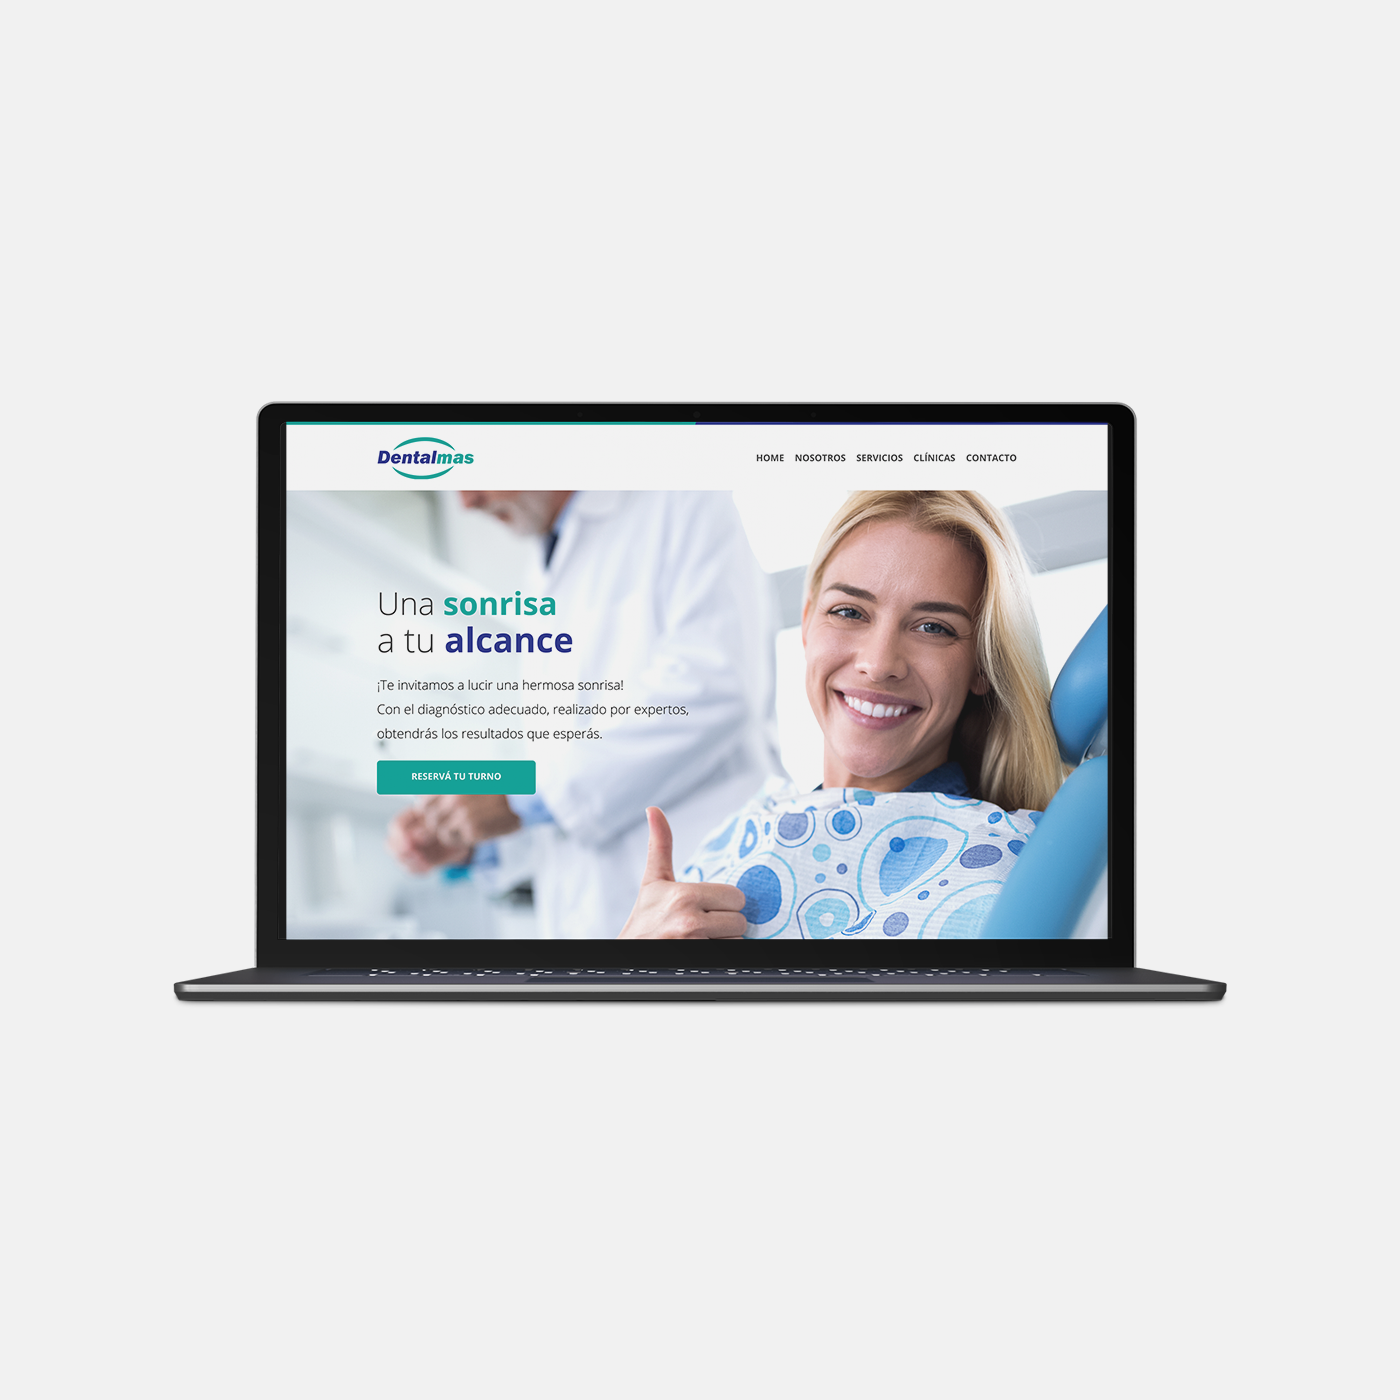 Dentalmas
HOME NOSOTROS SERVICIOS CLÍNICAS CONTACTO
Una sonrisa
a tu alcance
¡Te invitamos a lucir una hermosa sonrisa!
Con el diagnóstico adecuado, realizado por expertos,
obtendrás los resultados que esperás.
RESERVÁ TU TURNO